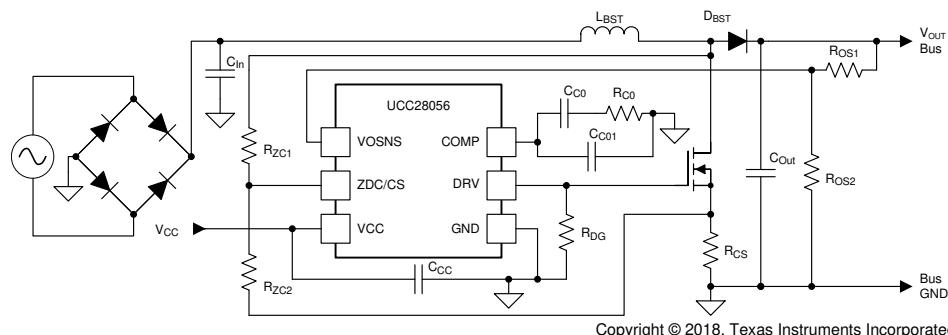 LBST
DBST
VOUT
Bus
ROS1
CIn
UCC28056
CC0
RC0
CC01
RZC1
VOSNS
COMP
ZDC/CS
DRV
COut
ROS2
VCC
VCC
GND
RDG
RCS
RZC2
CCC
Bus
GND
Copyright © 2018, Texas Instruments Incorporate